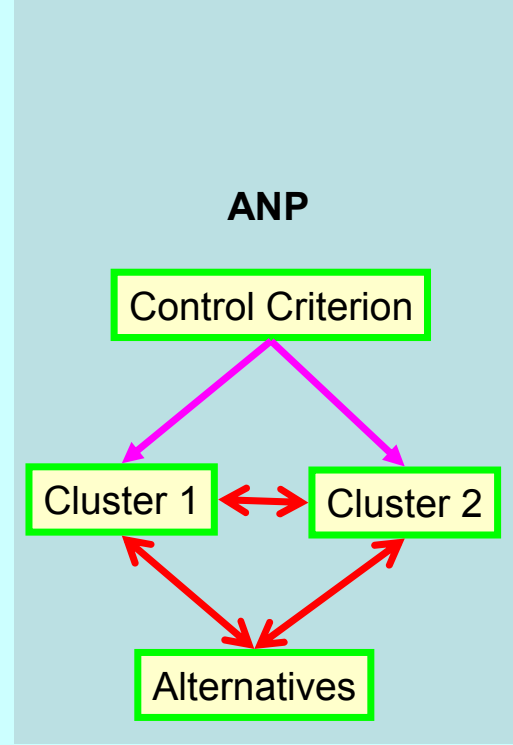 ANP
Control Criterion
Cluster 1
Cluster 2
Alternatives